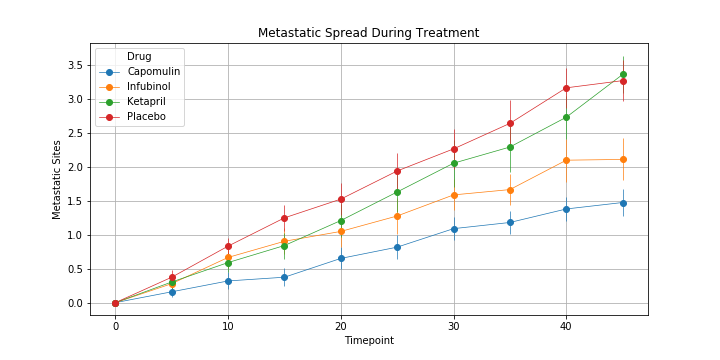 Metastatic Spread During Treatment
Drug
Capomulin
Infubinol
Ketapril
Placebo
Metastatic Sites
3.5
3.0
2.5
2.0
1.5
1.0
0.5
0.0
0 10 20 30 40
Timepoint